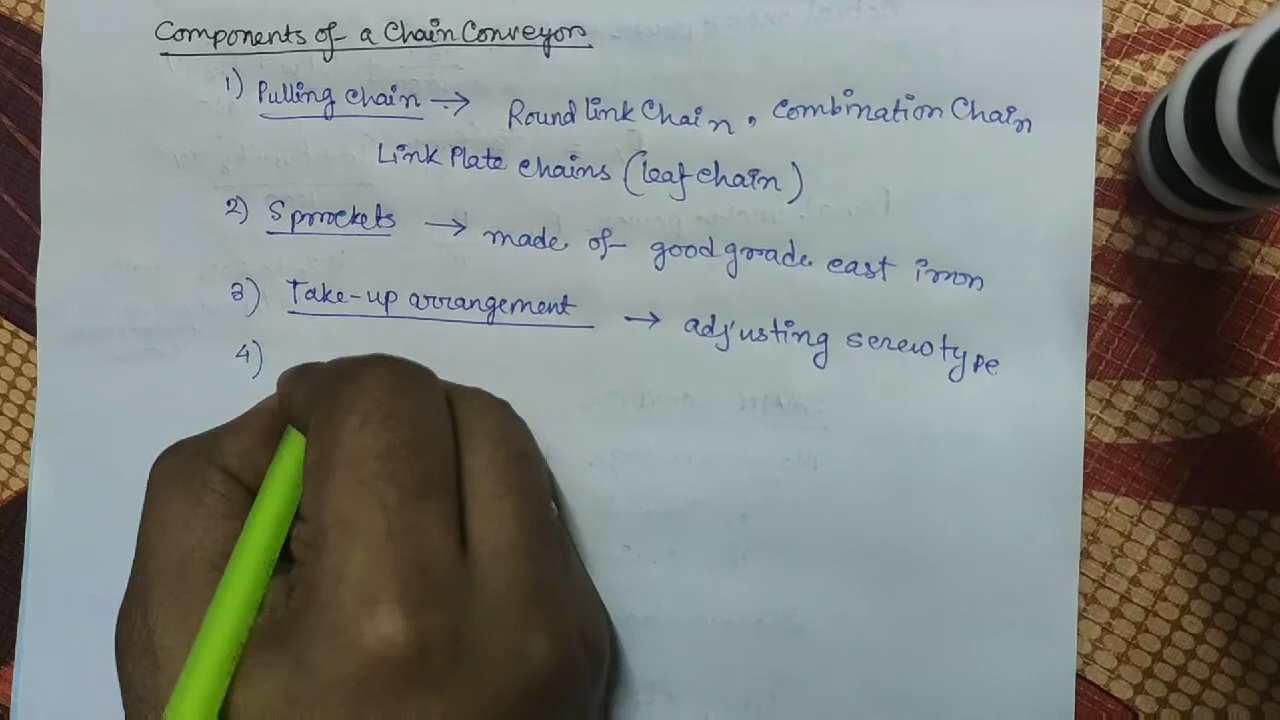 Components of a Chain Conveyor
1) Pulling chain → Round link Chain, Combination Chain
Link Plate chains (leaf chain)
2) Sprockets → made of good grade cast iron
3) Take-up arrangement → adjusting screw type
4)